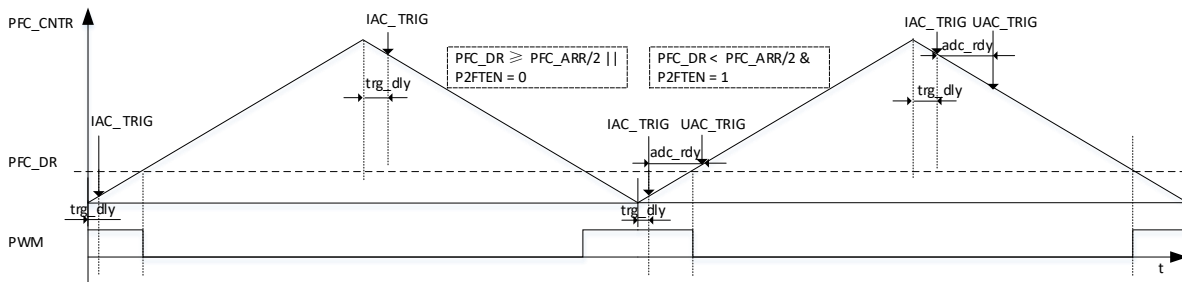 PFC_CNTR
IAC_TRIG
IAC_TRIG
UAC_TRIG
adc_rdy
PFC_DR ≥ PFC_ARR/2 ||
P2FTEN = 0
PFC_DR < PFC_ARR/2 &
P2FTEN = 1
trg_dly
trg_dly
IAC_TRIG
IAC_TRIG
UAC_TRIG
adc_rdy
PFC_DR
trg_dly
trg_dly
PWM
t